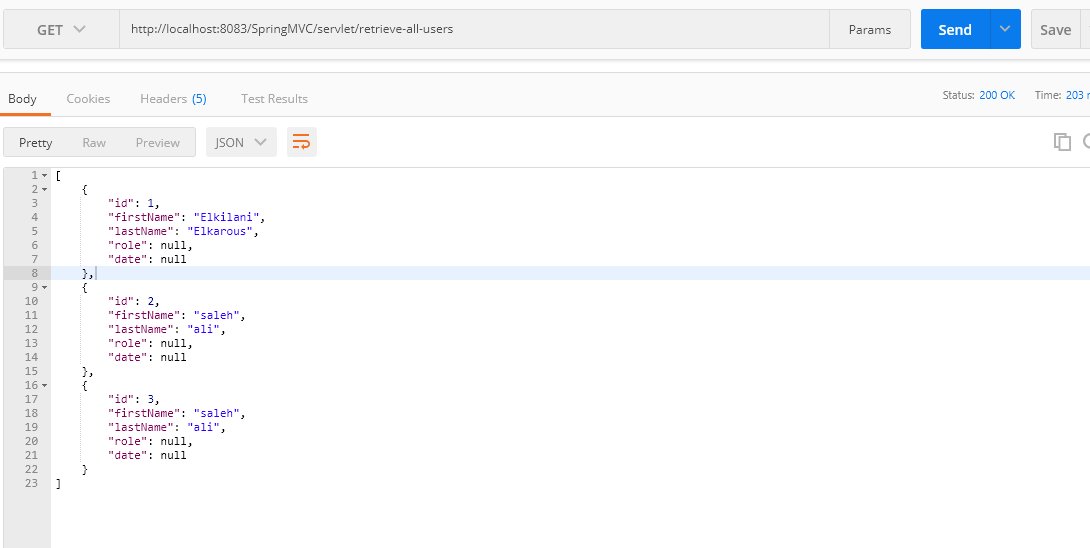 GET http://localhost:8083/SpringMVC/servlet/retrieve-all-users Params Send Save
Body Cookies Headers (5) Test Results Status: 200 OK Time: 203
Pretty Raw Preview JSON
1 [
2 {
3 "id": 1,
4 "firstName": "Elkilani",
5 "lastName": "Elkarous",
6 "role": null,
7 "date": null
8 },
9 {
10 "id": 2,
11 "firstName": "saleh",
12 "lastName": "ali",
13 "role": null,
14 "date": null
15 },
16 {
17 "id": 3,
18 "firstName": "saleh",
19 "lastName": "ali",
20 "role": null,
21 "date": null
22 }
23 ]